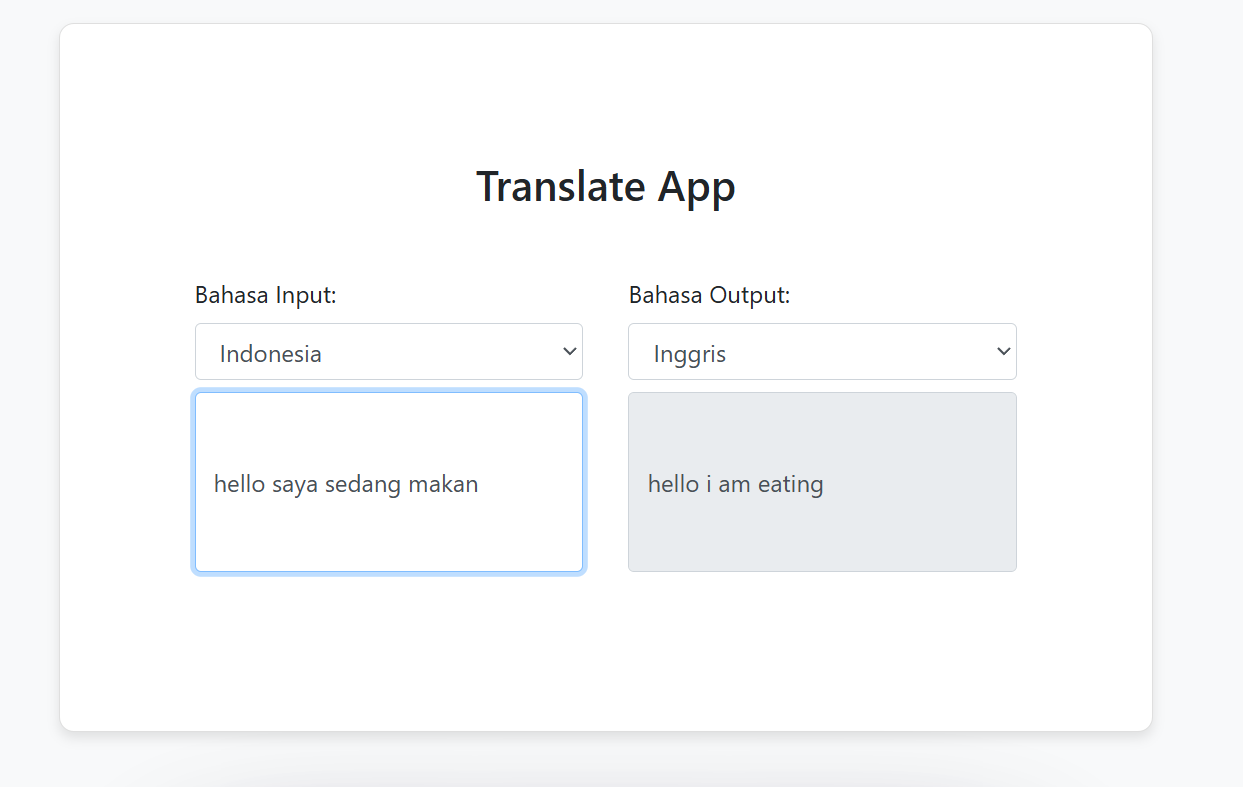 Translate App
Bahasa Input:
Bahasa Output:
Indonesia
Inggris
hello saya sedang makan
hello i am eating